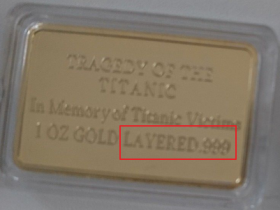 TRAGEDY OF THE
TITANIC
In Memory of Titanic Victims
1 OZ GOLD LAYERED .999